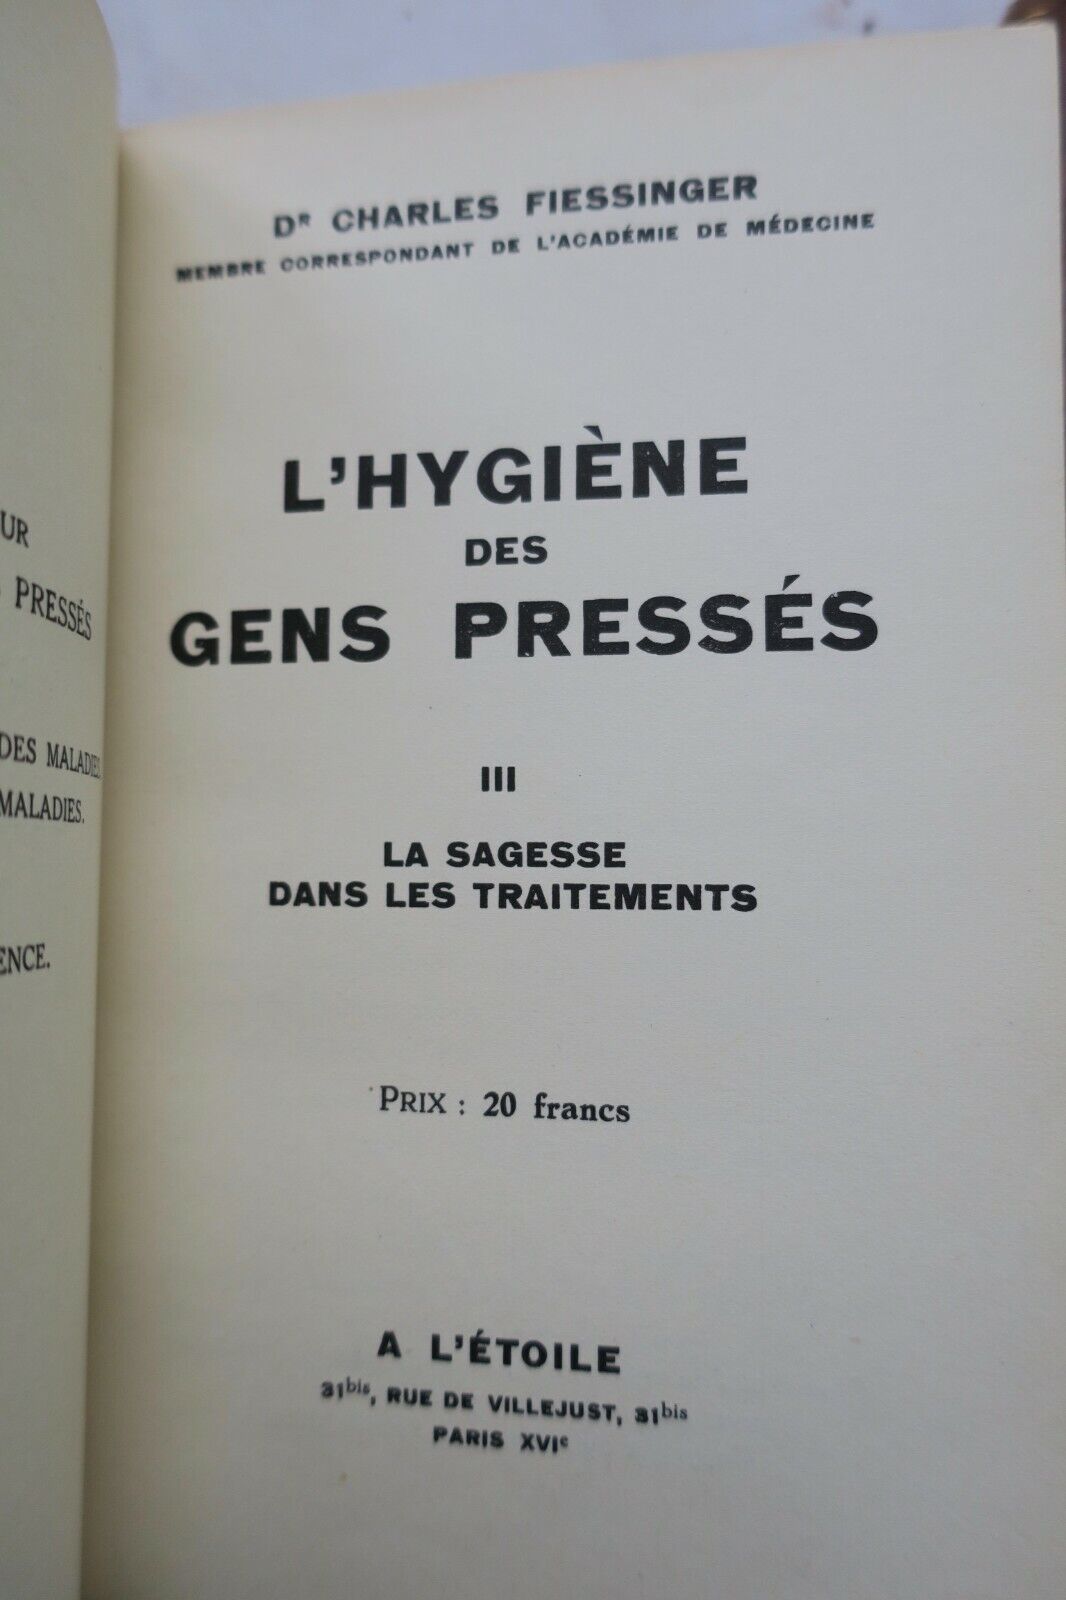 UR
PRESSÉS
DES MALADIES
MALADIES.
ENCE.
Dʳ CHARLES FIESSINGER
MEMBRE CORRESPONDANT DE L'ACADÉMIE DE MÉDECINE
L'HYGIÈNE
DES
GENS PRESSÉS
III
LA SAGESSE
DANS LES TRAITEMENTS
PRIX : 20 francs
A L'ÉTOILE
31bis, RUE DE VILLEJUST, 31bis
PARIS XVIe